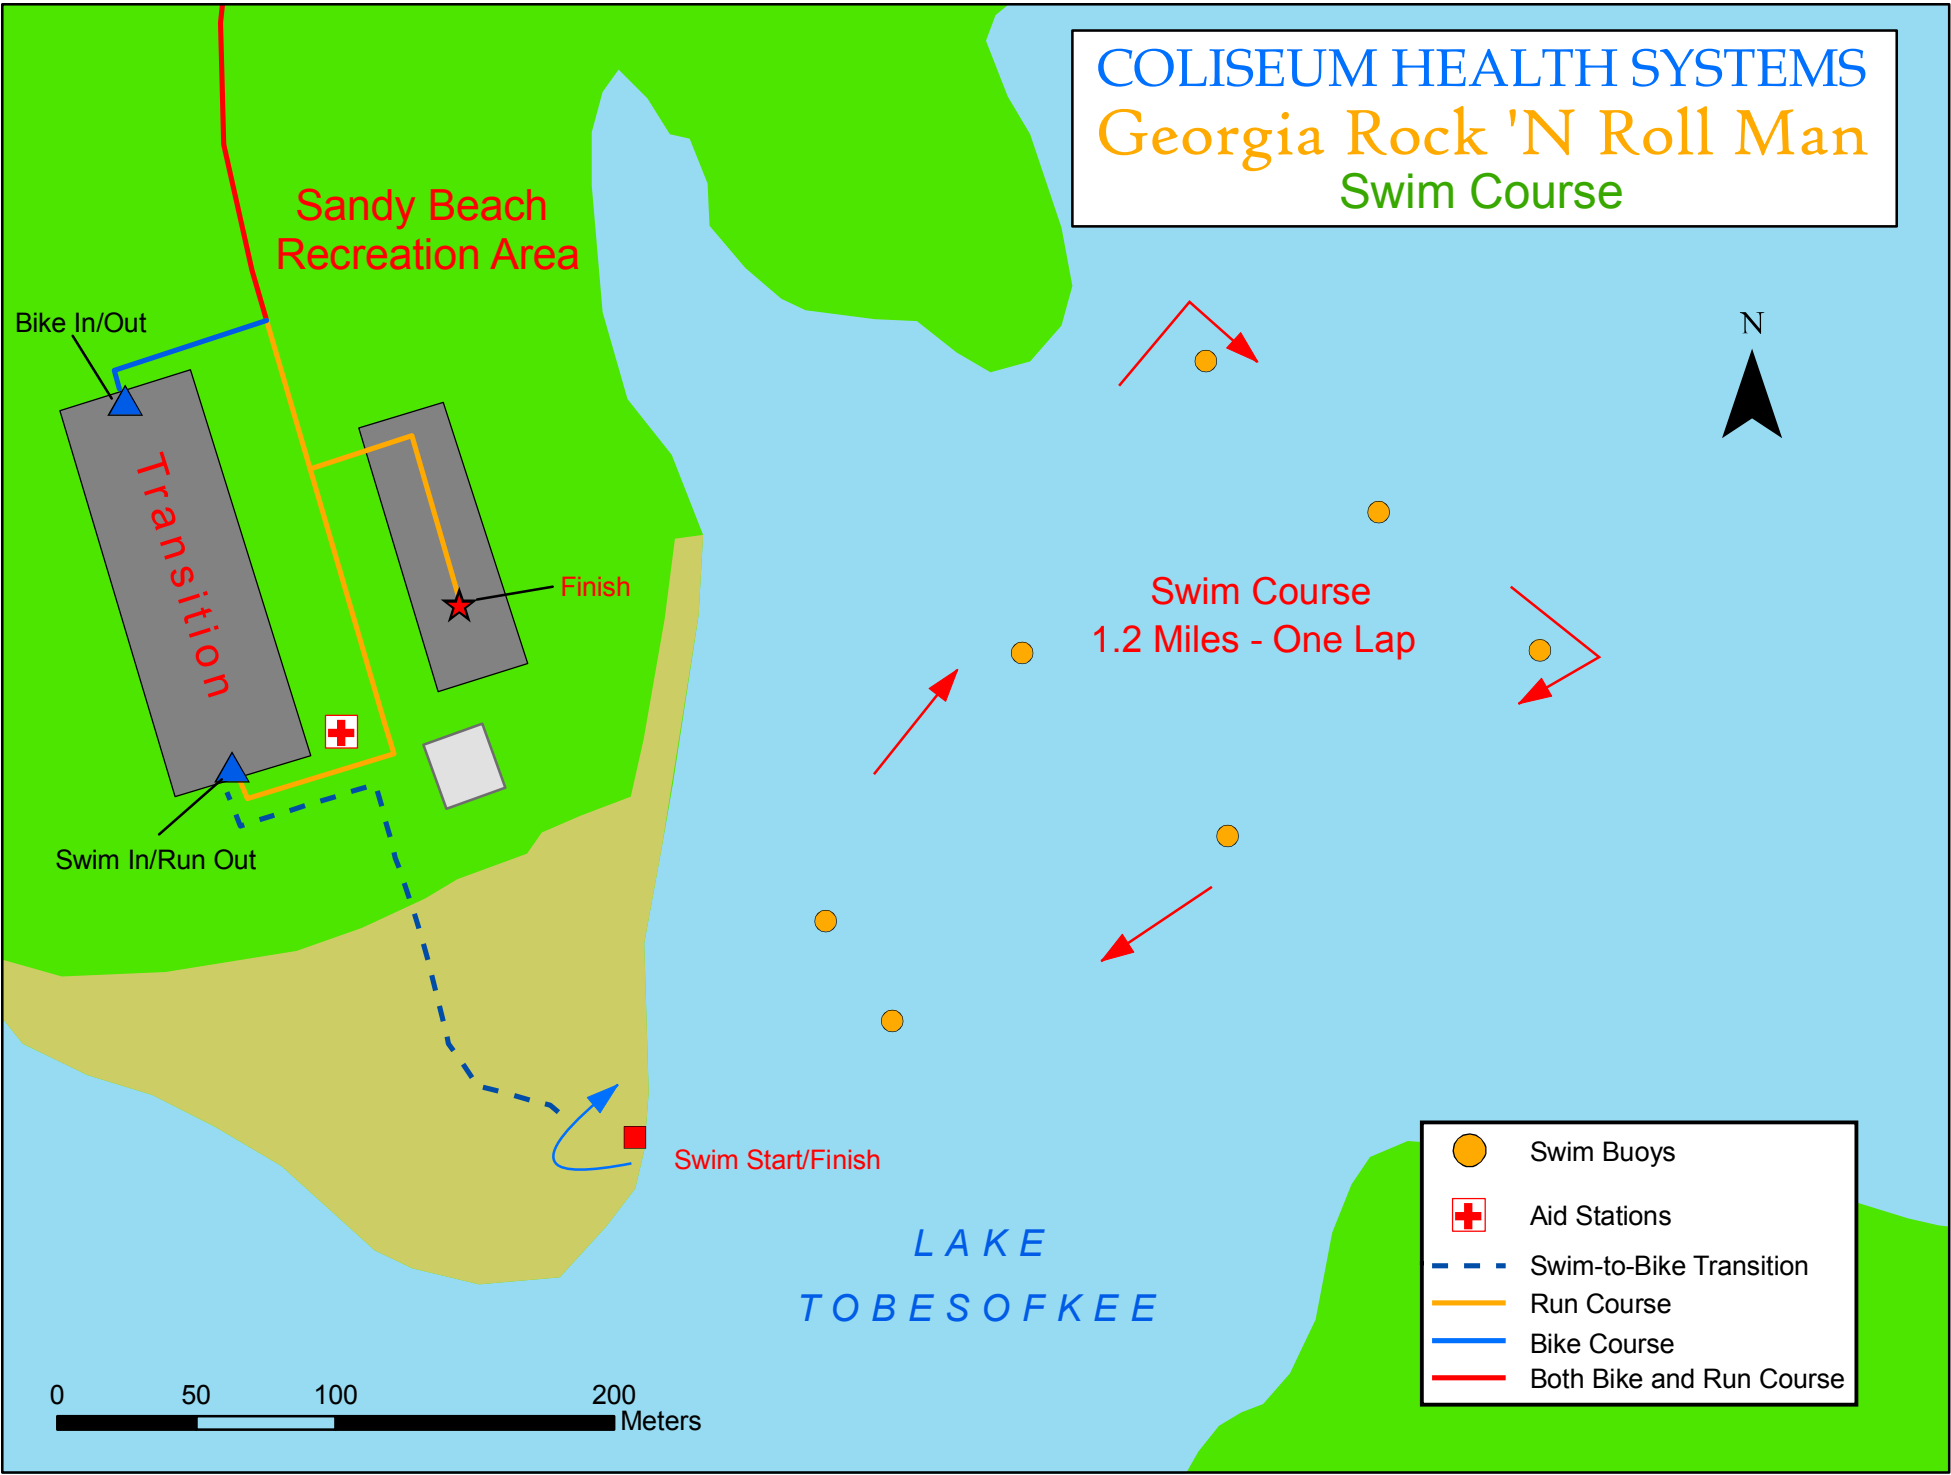 COLISEUM HEALTH SYSTEMS
Georgia Rock 'N Roll Man
Swim Course
Sandy Beach
Recreation Area
Bike In/Out
N
Transition
Finish
Swim Course
1.2 Miles - One Lap
Swim In/Run Out
Swim Start/Finish
LAKE
TOBESOFKEE
Swim Buoys
Aid Stations
Swim-to-Bike Transition
Run Course
Bike Course
Both Bike and Run Course
0 50 100 200
Meters